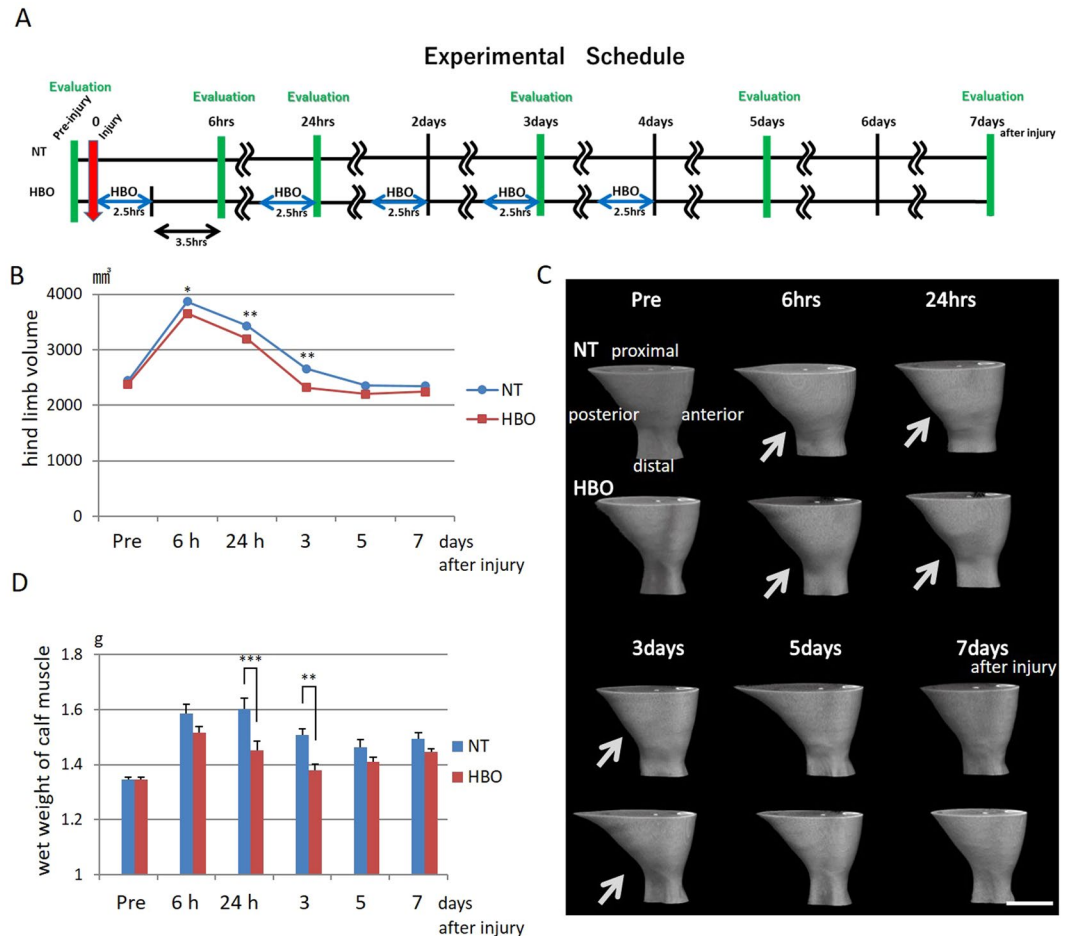 A
Experimental Schedule
Evaluation
Evaluation
Evaluation
Evaluation
Evaluation
Evaluation
Pre-injury
0
Injury
6hrs
24hrs
2days
3days
4days
5days
6days
7days
after injury
NT
HBO
HBO
HBO
HBO
HBO
HBO
2.5hrs
2.5hrs
2.5hrs
2.5hrs
2.5hrs
3.5hrs
B
mm³
hind limb volume
4000
3000
2000
1000
0
*
**
**
NT
HBO
Pre
6 h
24 h
3
5
7
days
after injury
C
Pre
6hrs
24hrs
NT
proximal
posterior
anterior
distal
HBO
3days
5days
7days
after injury
D
g
wet weight of calf muscle
1.8
1.6
1.4
1.2
1
***
**
NT
HBO
Pre
6 h
24 h
3
5
7
days
after injury